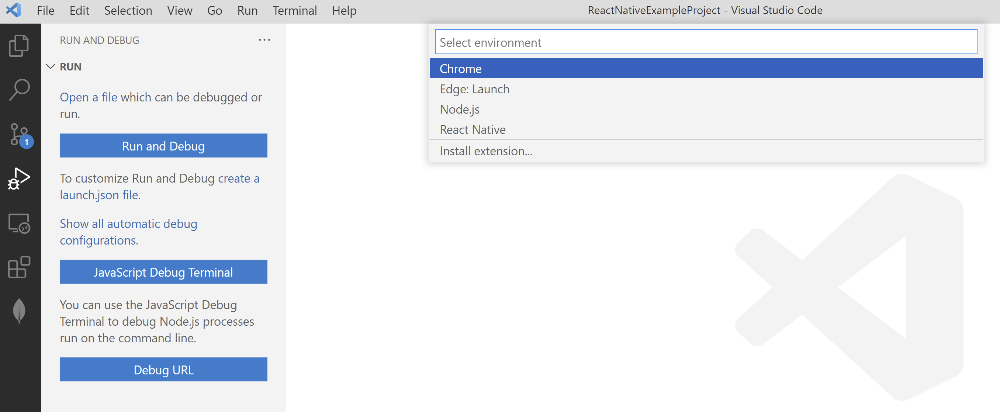 File Edit Selection View Go Run Terminal Help ReactNativeExampleProject - Visual Studio Code
RUN AND DEBUG ...
RUN
Open a file which can be debugged or
run.
Run and Debug
To customize Run and Debug create a
launch.json file.
Show all automatic debug
configurations.
JavaScript Debug Terminal
You can use the JavaScript Debug
Terminal to debug Node.js processes
run on the command line.
Debug URL
1
Select environment
Chrome
Edge: Launch
Node.js
React Native
Install extension...